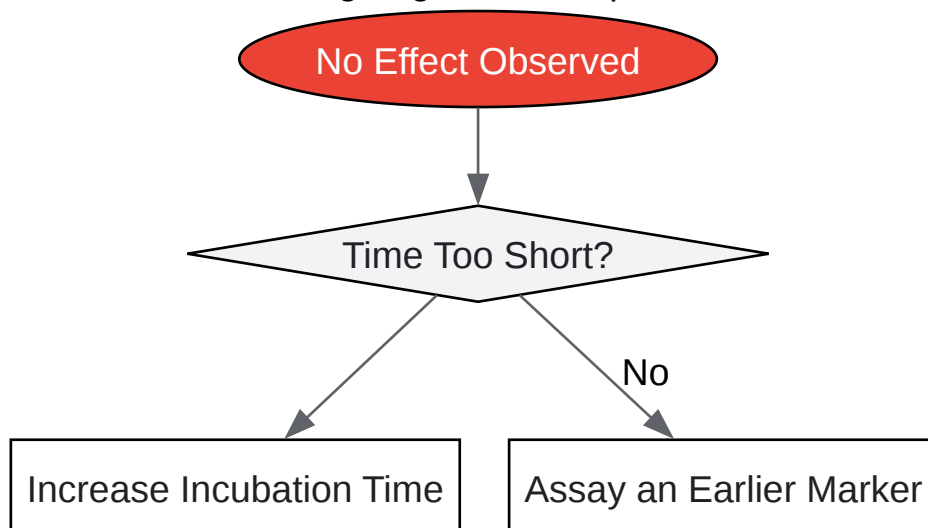 No Effect Observed
Time Too Short?
No
Increase Incubation Time
Assay an Earlier Marker